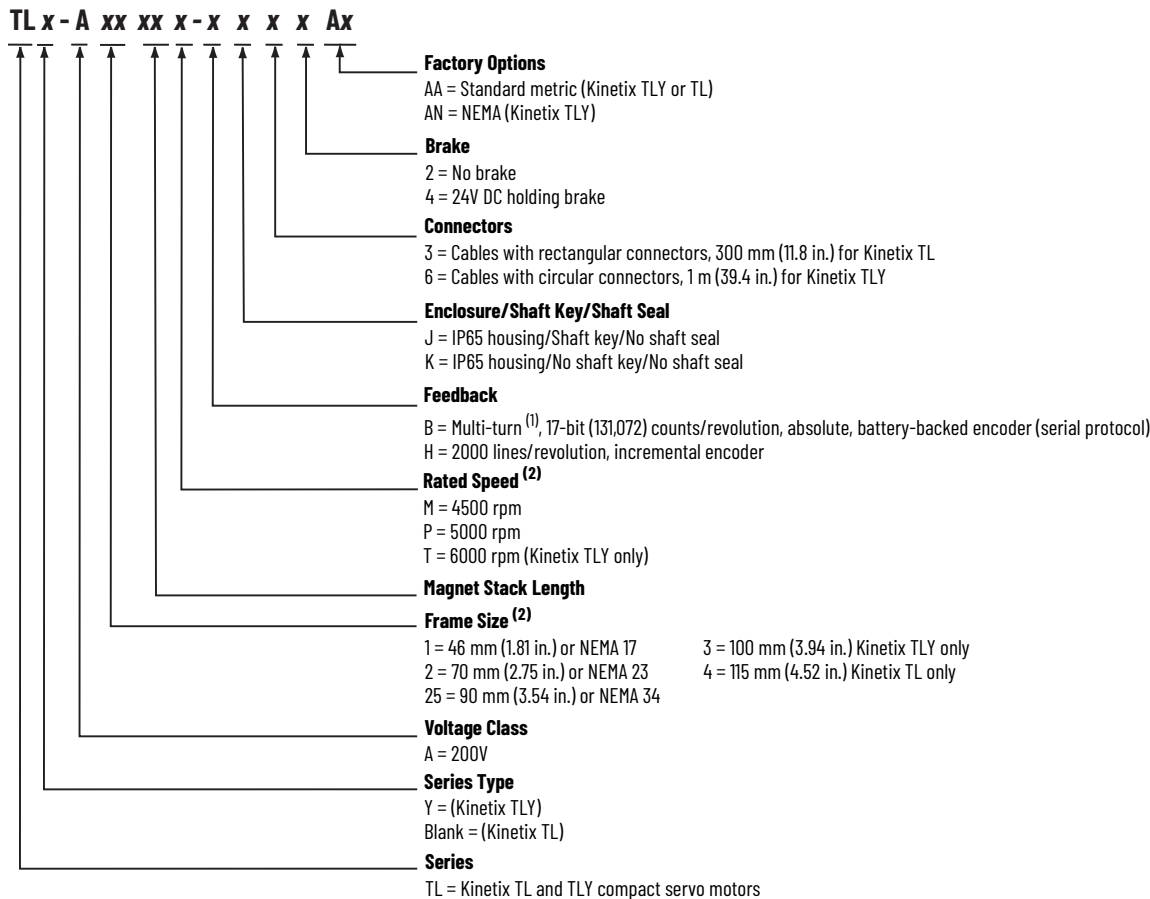 TL x - A xx xx x - x x x x Ax
Factory Options
AA = Standard metric (Kinetix TLY or TL)
AN = NEMA (Kinetix TLY)
Brake
2 = No brake
4 = 24V DC holding brake
Connectors
3 = Cables with rectangular connectors, 300 mm (11.8 in.) for Kinetix TL
6 = Cables with circular connectors, 1 m (39.4 in.) for Kinetix TLY
Enclosure/Shaft Key/Shaft Seal
J = IP65 housing/Shaft key/No shaft seal
K = IP65 housing/No shaft key/No shaft seal
Feedback
B = Multi-turn (1), 17-bit (131,072) counts/revolution, absolute, battery-backed encoder (serial protocol)
H = 2000 lines/revolution, incremental encoder
Rated Speed (2)
M = 4500 rpm
P = 5000 rpm
T = 6000 rpm (Kinetix TLY only)
Magnet Stack Length
Frame Size (2)
1 = 46 mm (1.81 in.) or NEMA 17 3 = 100 mm (3.94 in.) Kinetix TLY only
2 = 70 mm (2.75 in.) or NEMA 23 4 = 115 mm (4.52 in.) Kinetix TL only
25 = 90 mm (3.54 in.) or NEMA 34
Voltage Class
A = 200V
Series Type
Y = (Kinetix TLY)
Blank = (Kinetix TL)
Series
TL = Kinetix TL and TLY compact servo motors